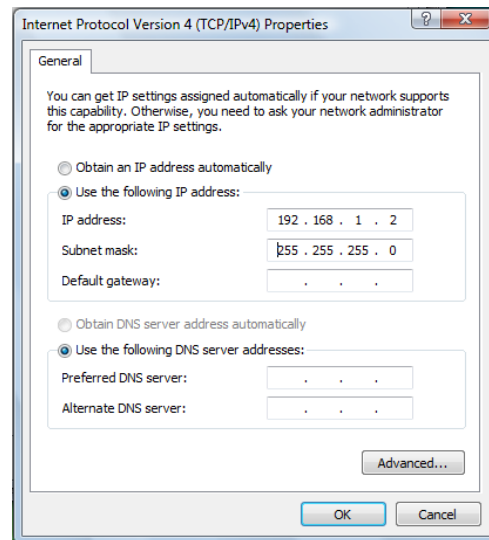 Internet Protocol Version 4 (TCP/IPv4) Properties
General
You can get IP settings assigned automatically if your network supports
this capability. Otherwise, you need to ask your network administrator
for the appropriate IP settings.
Obtain an IP address automatically
Use the following IP address:
IP address: 192 . 168 . 1 . 2
Subnet mask: 255 . 255 . 255 . 0
Default gateway: . . .
Obtain DNS server address automatically
Use the following DNS server addresses:
Preferred DNS server: . . .
Alternate DNS server: . . .
Advanced...
OK Cancel